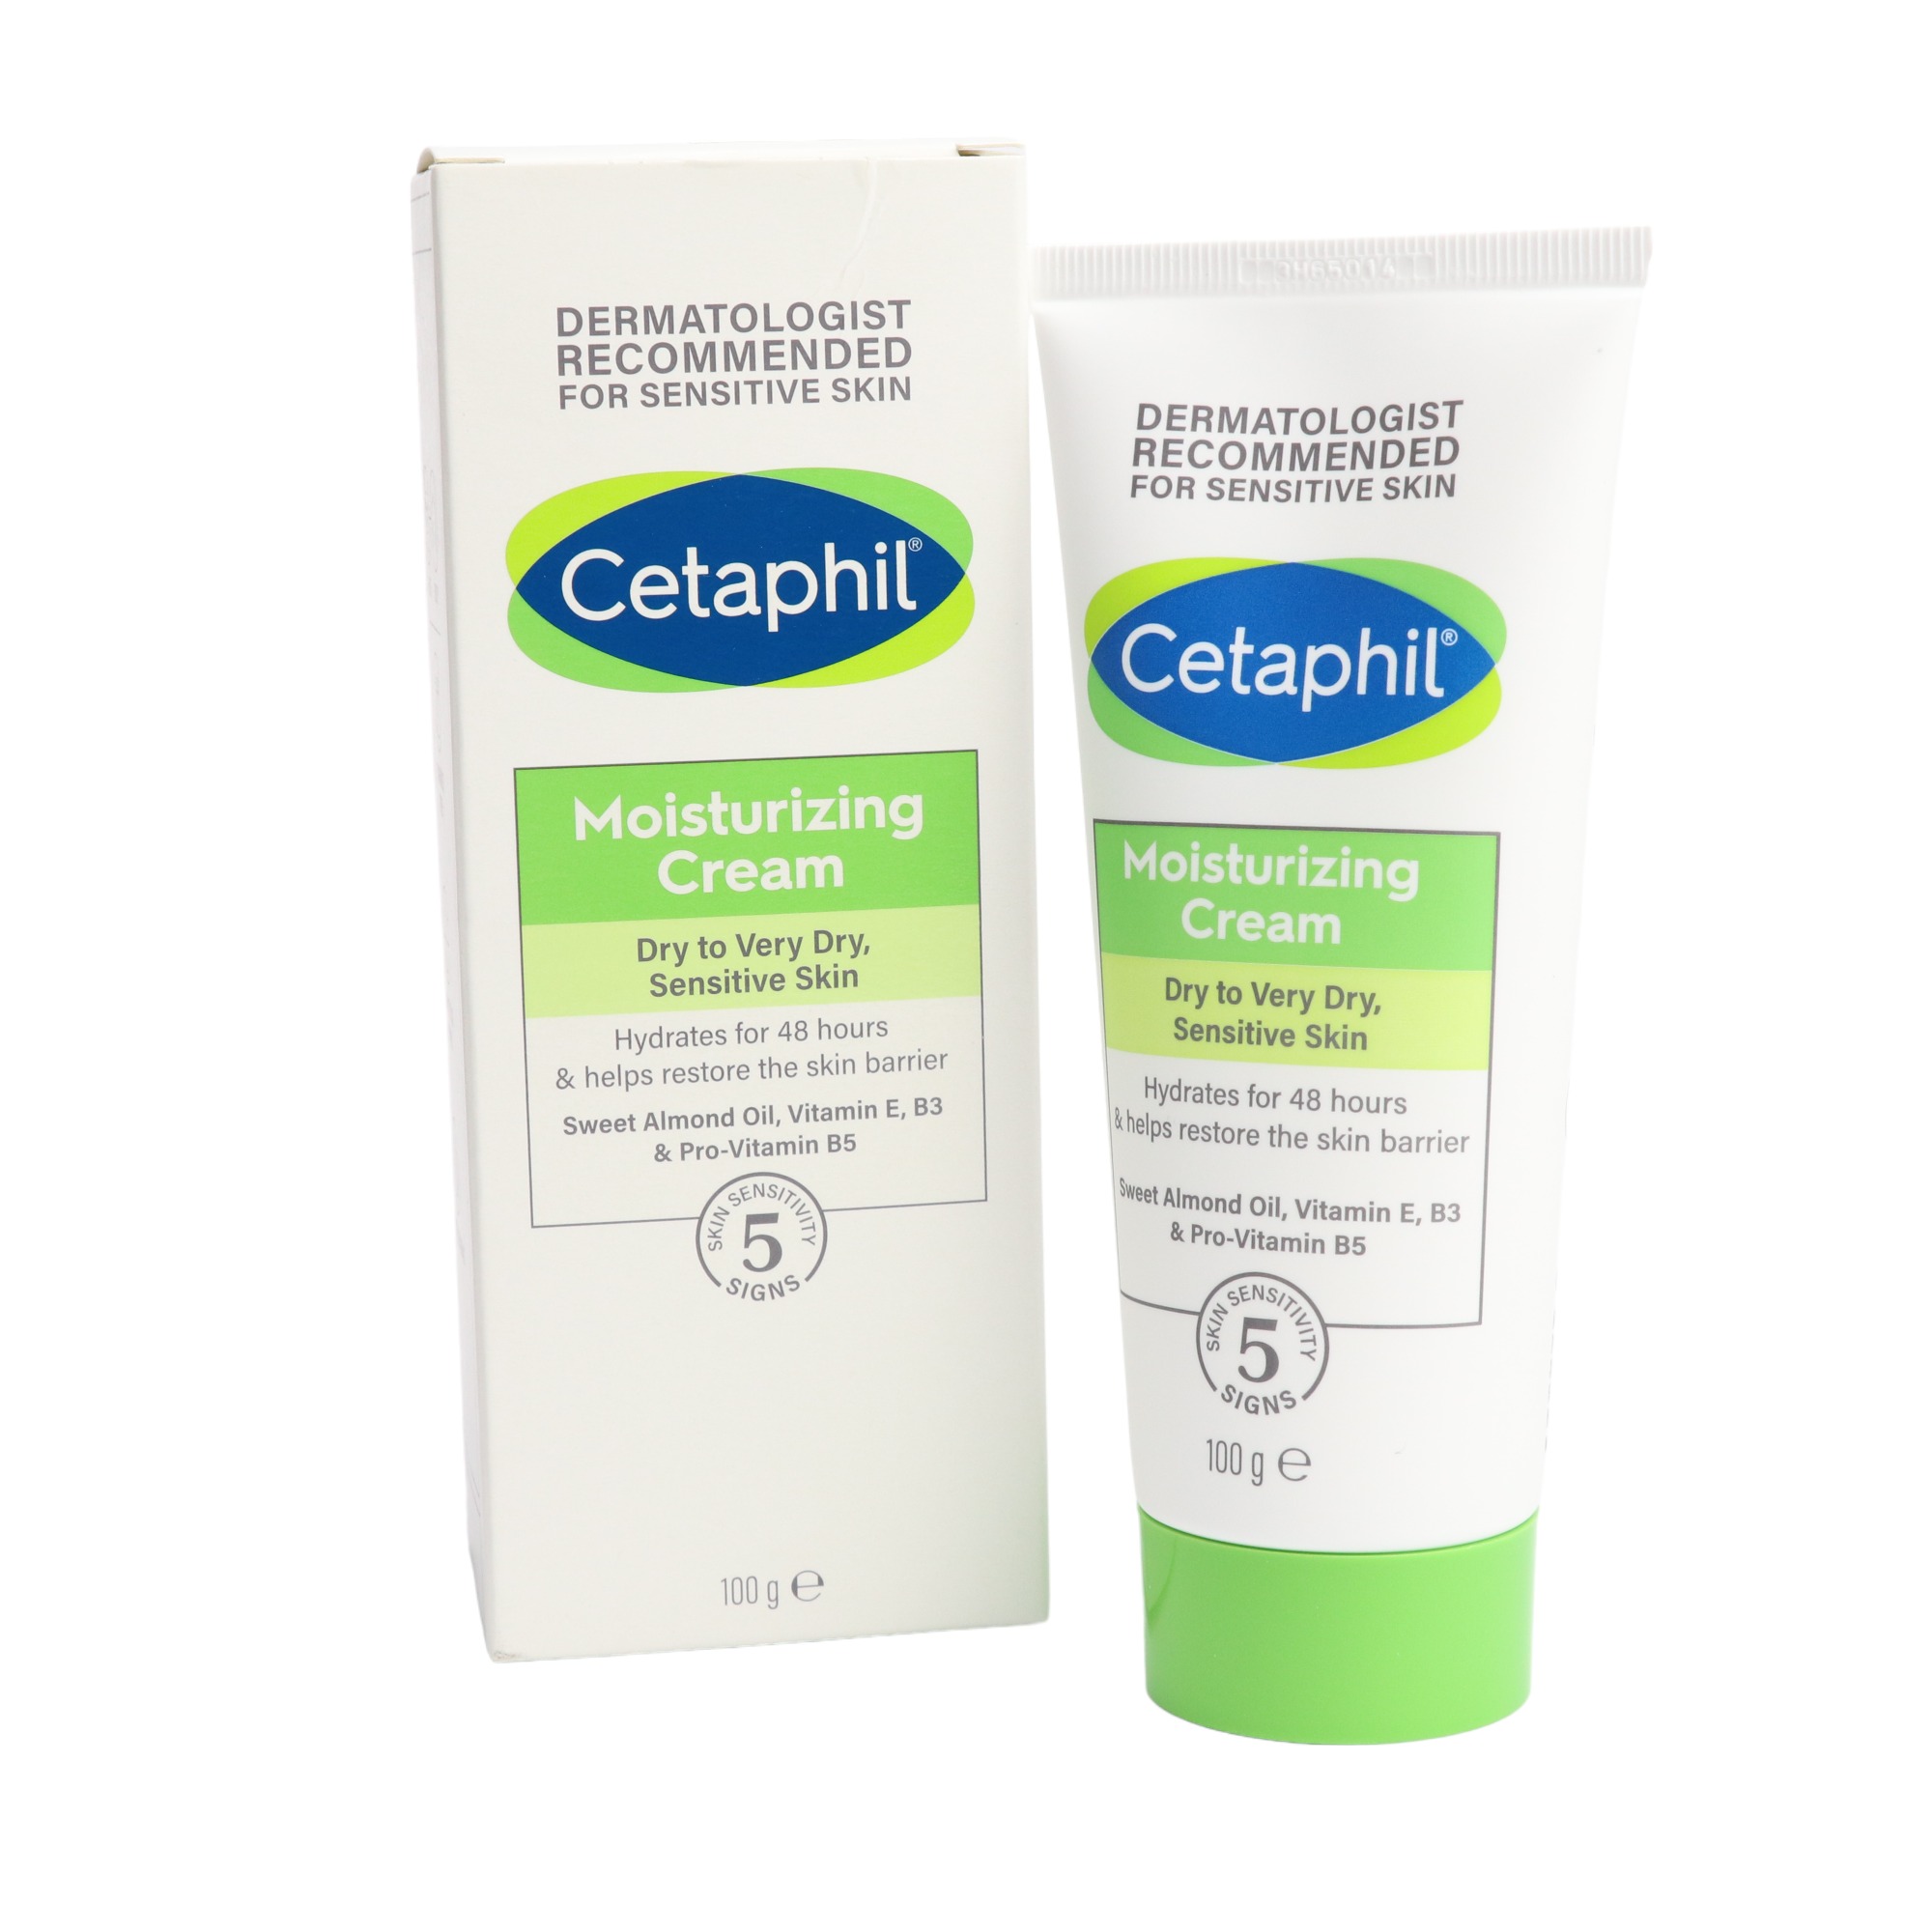 DERMATOLOGIST
RECOMMENDED
FOR SENSITIVE SKIN
Cetaphil®
Moisturizing
Cream
Dry to Very Dry,
Sensitive Skin
Hydrates for 48 hours
& helps restore the skin barrier
Sweet Almond Oil, Vitamin E, B3
& Pro-Vitamin B5
SKIN SENSITIVITY
5
SIGNS
100 g ℮
DERMATOLOGIST
RECOMMENDED
FOR SENSITIVE SKIN
Cetaphil®
Moisturizing
Cream
Dry to Very Dry,
Sensitive Skin
Hydrates for 48 hours
& helps restore the skin barrier
Sweet Almond Oil, Vitamin E, B3
& Pro-Vitamin B5
SKIN SENSITIVITY
5
SIGNS
100 g ℮